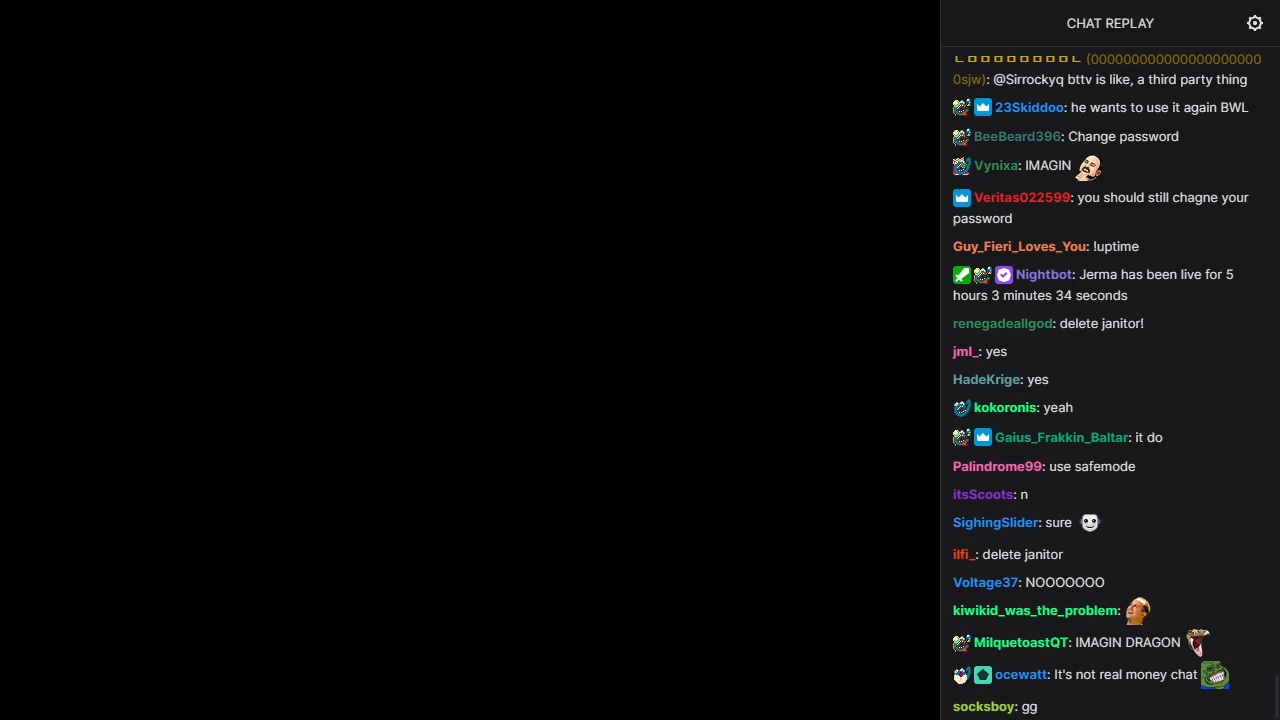 CHAT REPLAY
(000000000000000000000
0sjw): @Sirrockyq bttv is like, a third party thing
23Skiddoo: he wants to use it again BWL
BeeBeard396: Change password
Vynixa: IMAGIN
Veritas022599: you should still chagne your
password
Guy_Fieri_Loves_You: !uptime
Nightbot: Jerma has been live for 5
hours 3 minutes 34 seconds
renegadeallgod: delete janitor!
jml_: yes
HadeKrige: yes
kokoronis: yeah
Gaius_Frakkin_Baltar: it do
Palindrome99: use safemode
itsScoots: n
SighingSlider: sure
ilfi_: delete janitor
Voltage37: NOOOOOOO
kiwikid_was_the_problem:
MilquetoastQT: IMAGIN DRAGON
ocewatt: It's not real money chat
socksboy: gg